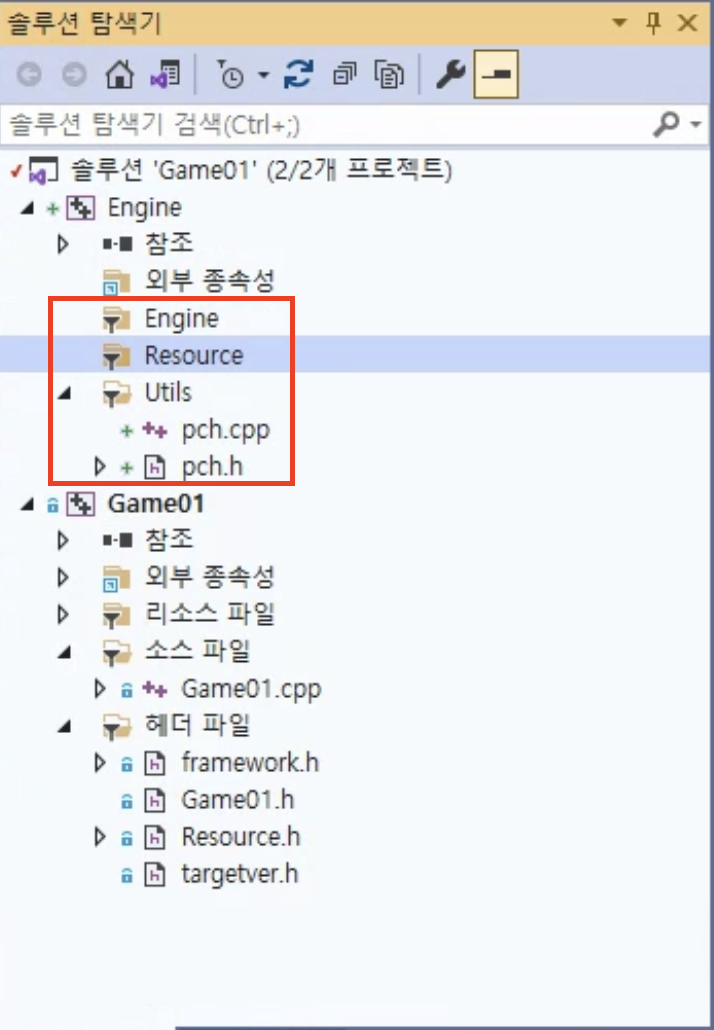 솔루션 탐색기
솔루션 탐색기 검색(Ctrl+;)
솔루션 'Game01' (2/2개 프로젝트)
Engine
참조
외부 종속성
Engine
Resource
Utils
pch.cpp
pch.h
Game01
참조
외부 종속성
리소스 파일
소스 파일
Game01.cpp
헤더 파일
framework.h
Game01.h
Resource.h
targetver.h